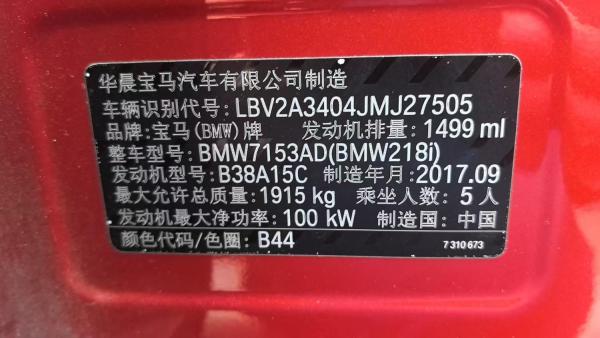 华晨宝马汽车有限公司制造
车辆识别代号: LBV2A3404JMJ27505
品牌: 宝马(BMW)牌 发动机排量: 1499 ml
整车型号: BMW7153AD(BMW218i)
发动机型号: B38A15C 制造年月: 2017.09
最大允许总质量: 1915 kg 乘坐人数: 5 人
发动机最大净功率: 100 kW 制造国: 中国
颜色代码/色圈: B44 7 310 673